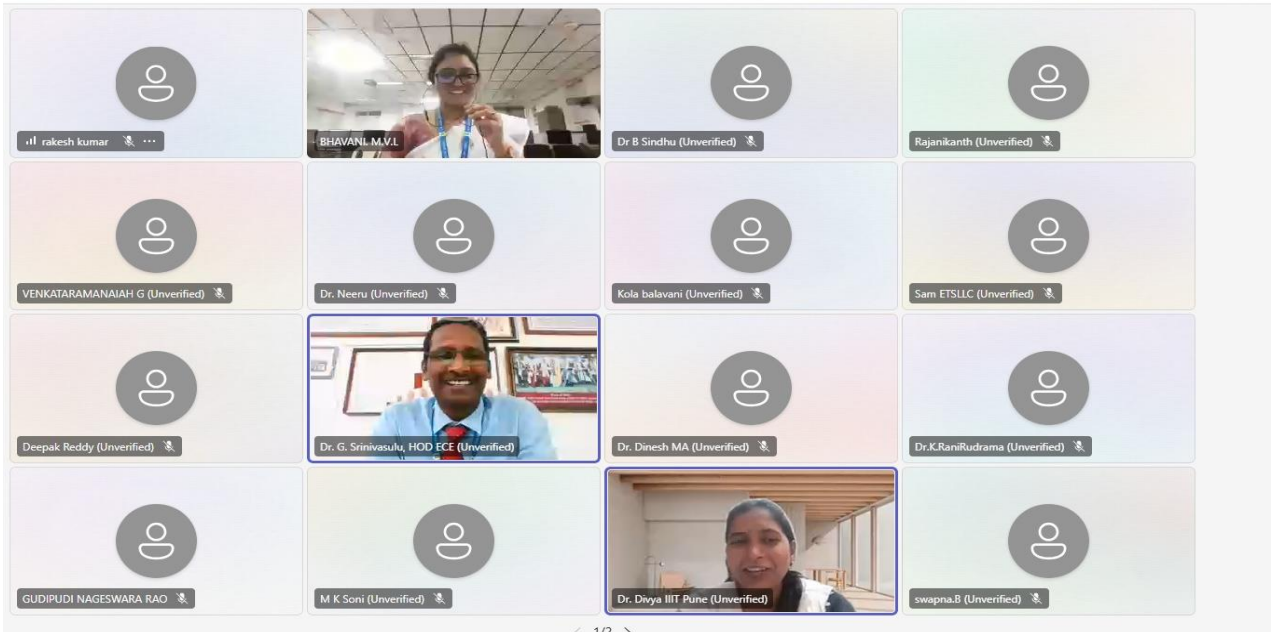 rakesh kumar
BHAVANI. M.V.L
Dr B Sindhu (Unverified)
Rajanikanth (Unverified)
VENKATARAMANAIAH G (Unverified)
Dr. Neeru (Unverified)
Kola balavani (Unverified)
Sam ETSLLC (Unverified)
Deepak Reddy (Unverified)
Dr. G. Srinivasulu, HOD ECE (Unverified)
Dr. Dinesh MA (Unverified)
Dr.K.RaniRudrama (Unverified)
GUDIPUDI NAGESWARA RAO
M K Soni (Unverified)
Dr. Divya IIIT Pune (Unverified)
swapna.B (Unverified)